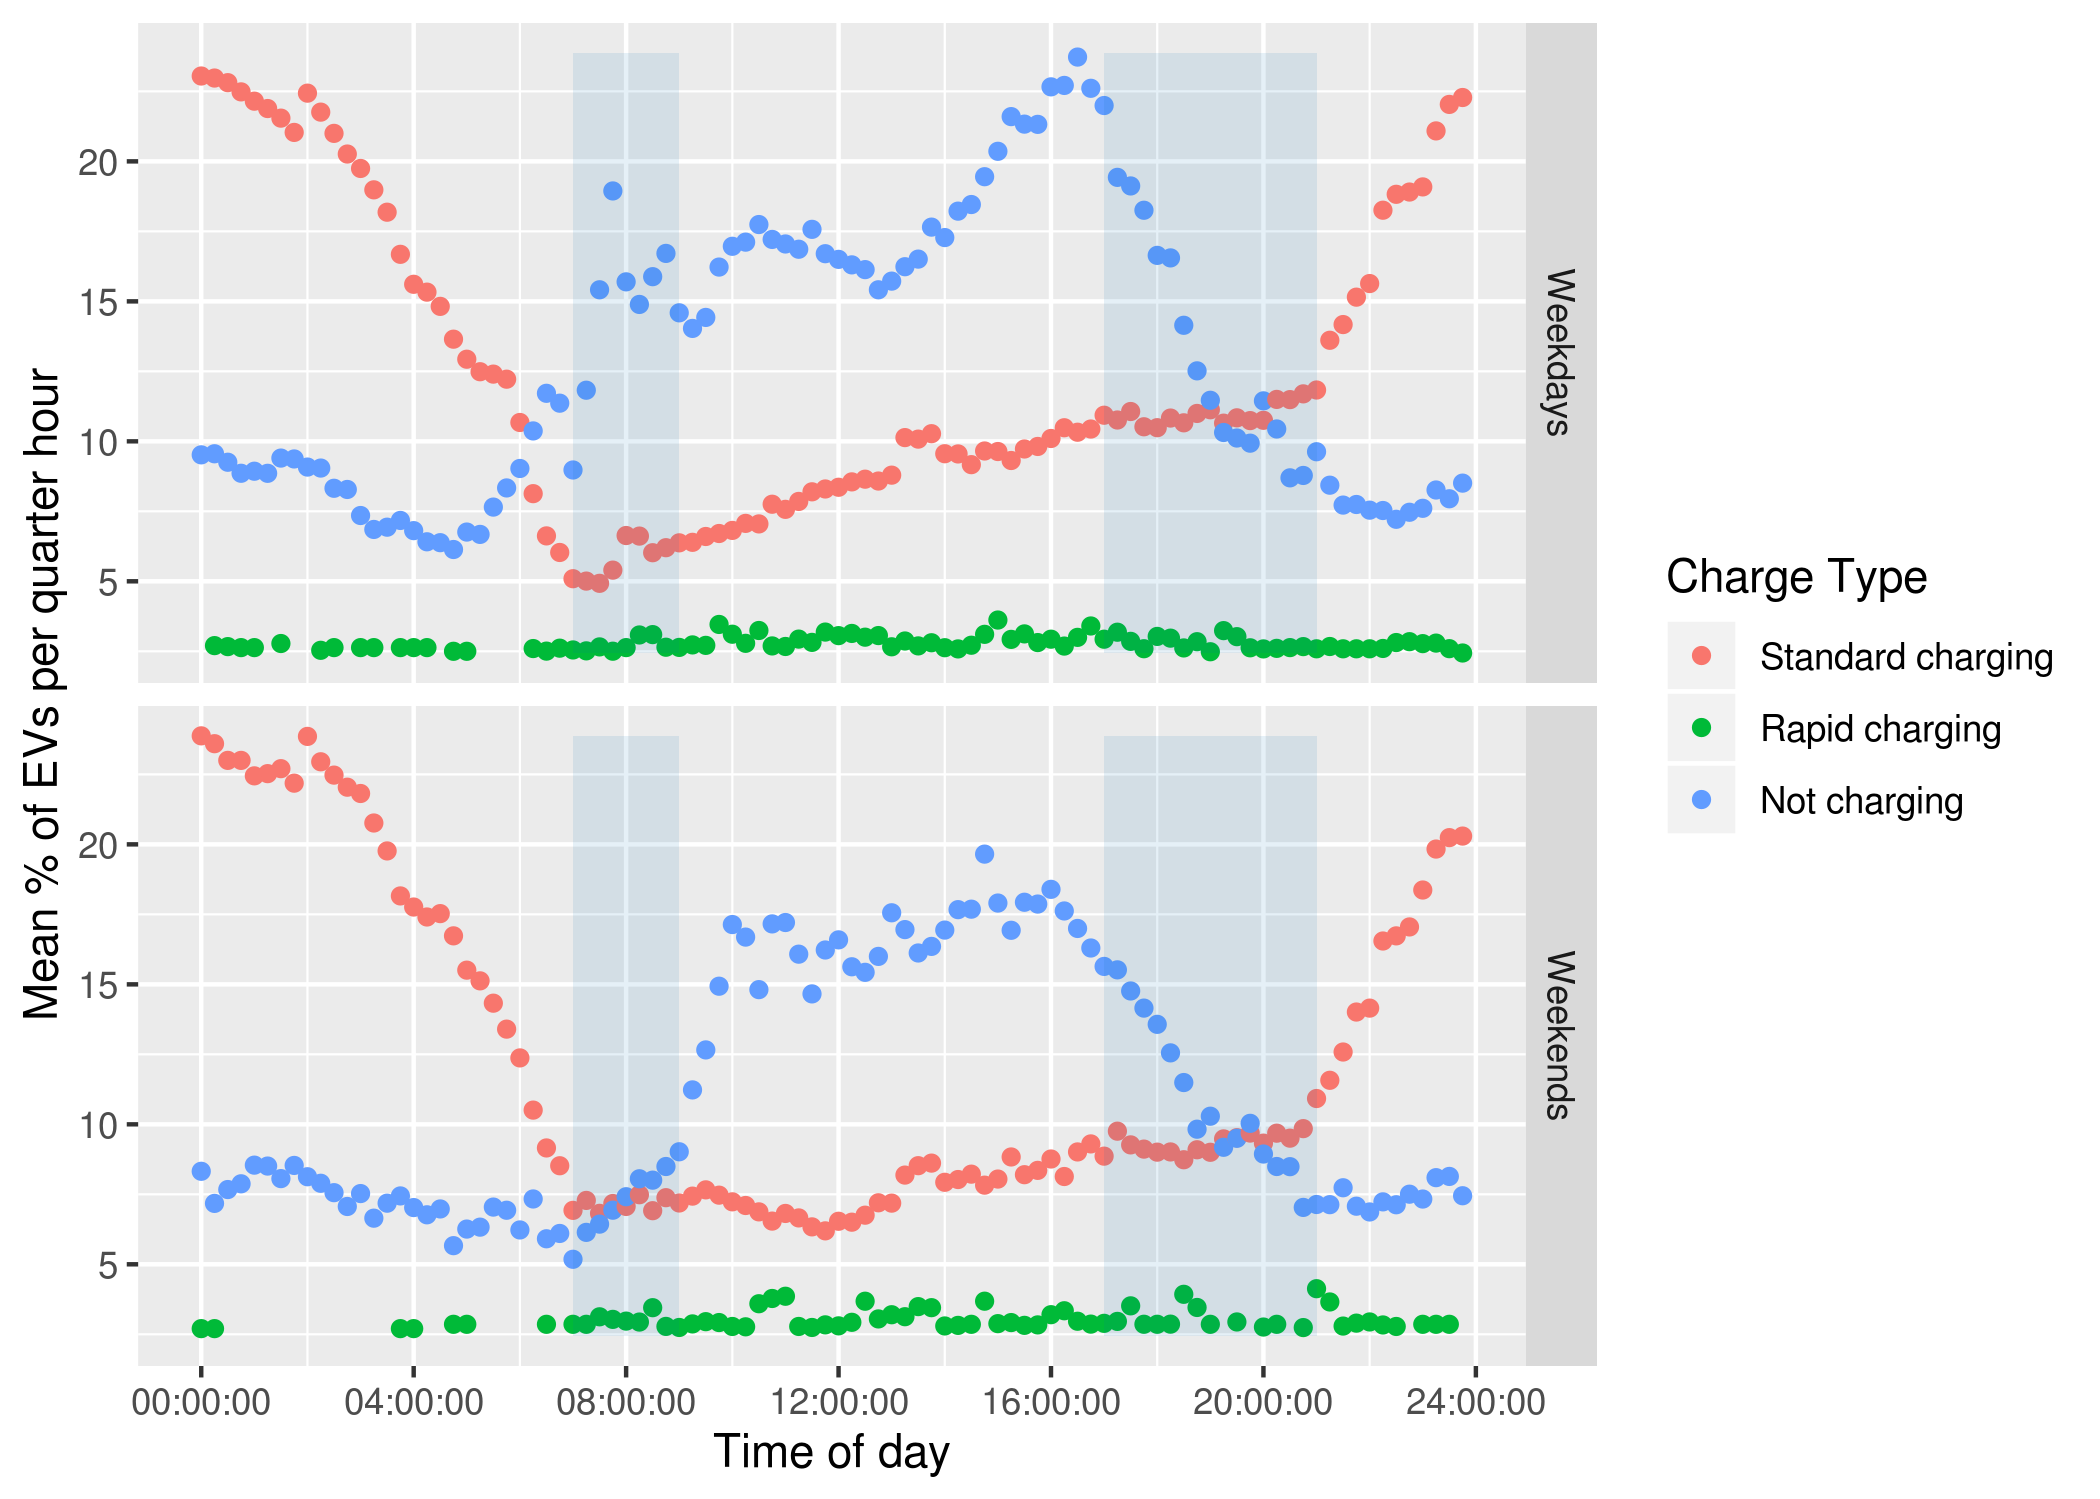 Mean % of EVs per quarter hour
20
15
10
5
Weekdays
20
15
10
5
Weekends
00:00:00 04:00:00 08:00:00 12:00:00 16:00:00 20:00:00 24:00:00
Time of day
Charge Type
Standard charging
Rapid charging
Not charging